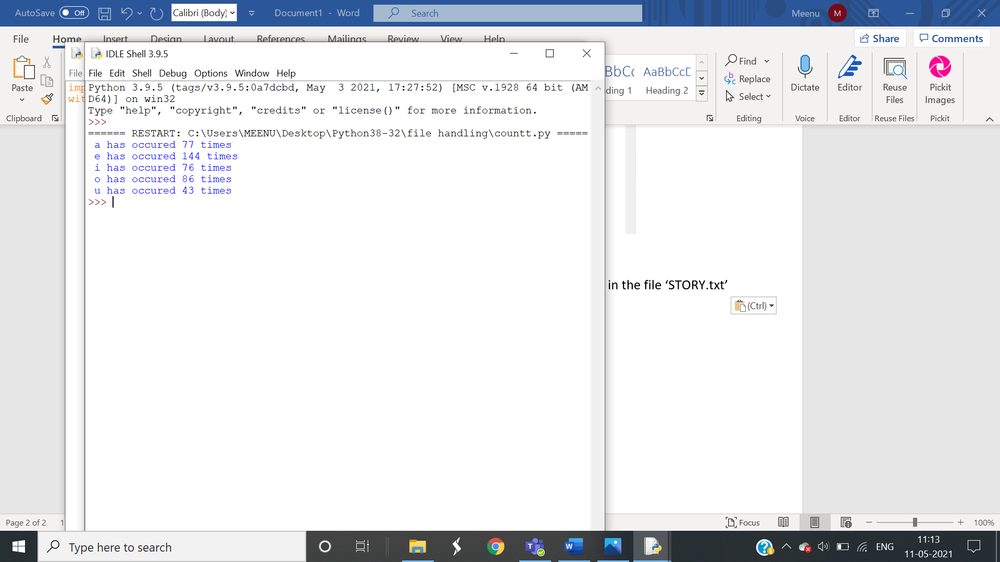 AutoSave Off Calibri (Body) Document1 - Word Search Meenu M
File Home Insert Design Layout References Mailings Review View Help Share Comments
IDLE Shell 3.9.5
File File Edit Shell Debug Options Window Help
Paste
Clipboard
imp
wit
Python 3.9.5 (tags/v3.9.5:0a7dcbd, May 3 2021, 17:27:52) [MSC v.1928 64 bit (AM
D64)] on win32
Type "help", "copyright", "credits" or "license()" for more information.
>>>
====== RESTART: C:\Users\MEENU\Desktop\Python38-32\file handling\countt.py =====
a has occured 77 times
e has occured 144 times
i has occured 76 times
o has occured 86 times
u has occured 43 times
>>>
BbCc AaBbCcD
ding 1 Heading 2
Find
Replace
Select
Editing
Dictate
Voice
Editor
Editor
Reuse
Files
Reuse Files
Pickit
Images
Pickit
in the file ‘STORY.txt’
(Ctrl)
Page 2 of 2 1 Focus 100%
Type here to search ENG 11:13
11-05-2021